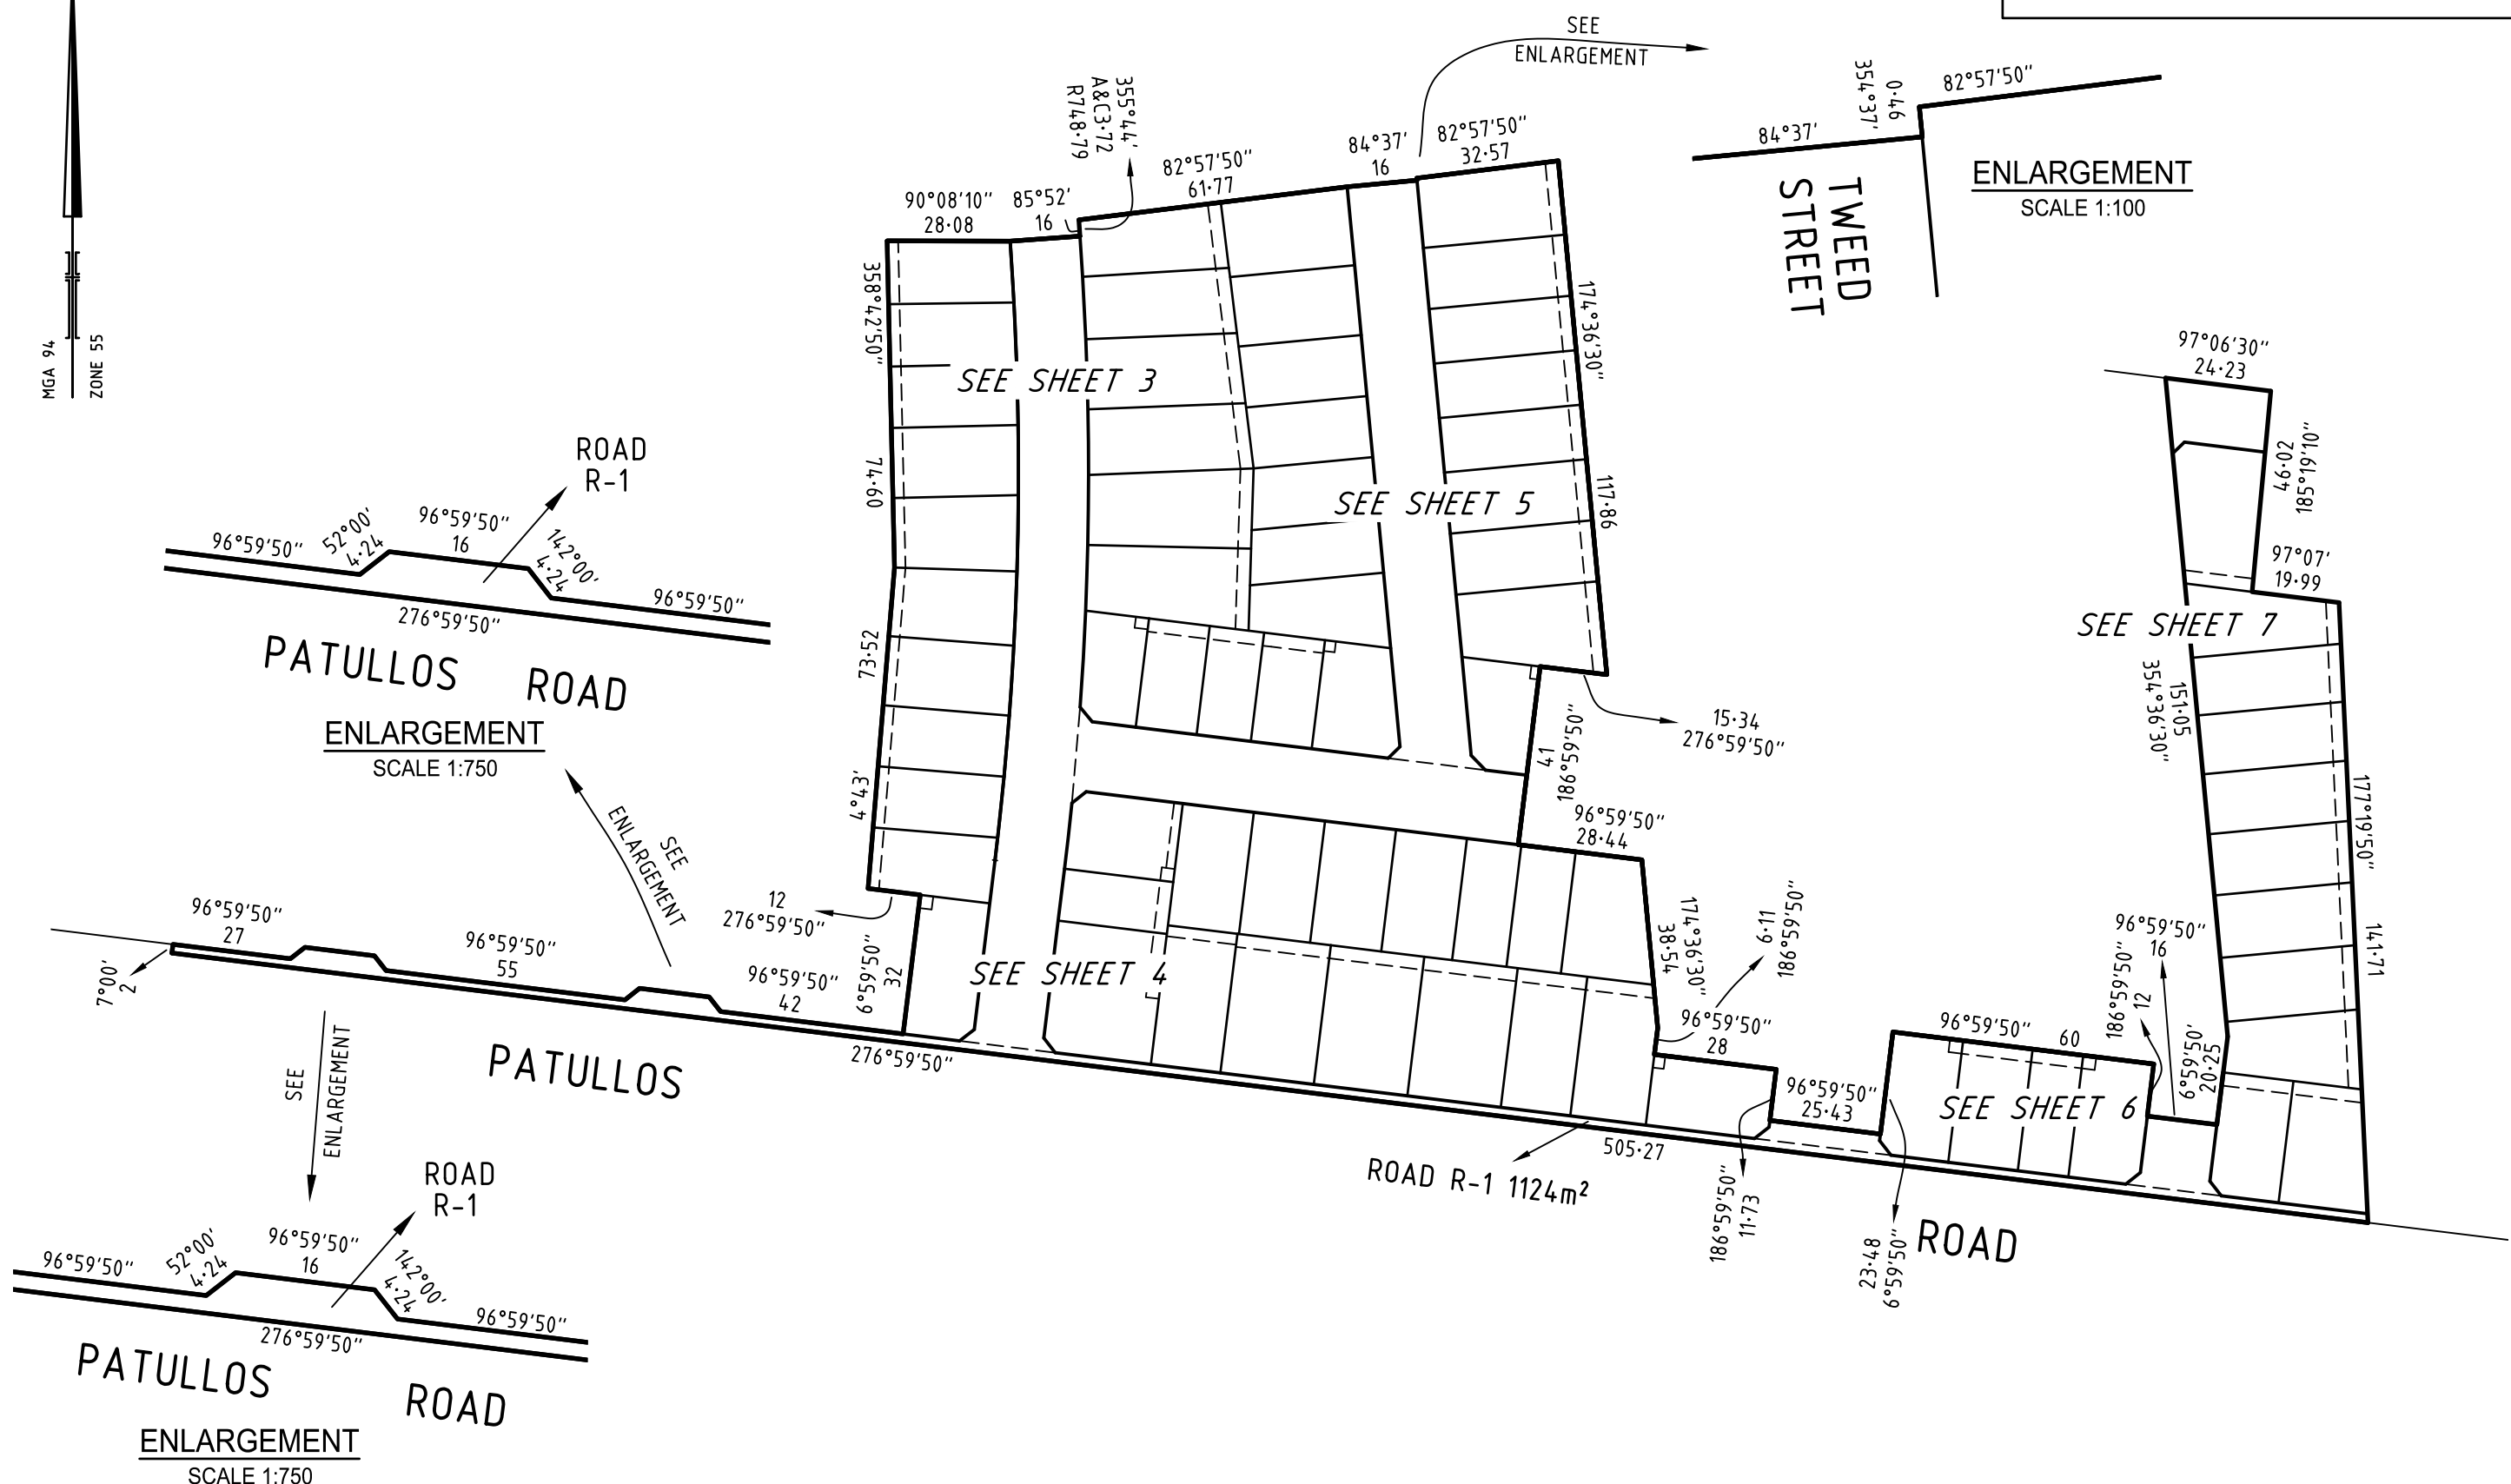 MGA 94
ZONE 55
SEE
ENLARGEMENT
355°44'
A&C3·72
R748·79
90°08'10"
28·08
85°52'
16
82°57'50"
61·77
84°37'
16
82°57'50"
32·57
354°37'
0·46
82°57'50"
84°37'
TWEED
STREET
ENLARGEMENT
SCALE 1:100
358°42'50"
74·60
73·52
4°43'
SEE SHEET 3
SEE SHEET 5
174°36'30"
117·86
15·34
276°59'50"
41
186°59'50"
96°59'50"
28·44
97°06'30"
24·23
46·02
185°19'10"
97°07'
19·99
SEE SHEET 7
151·05
354°36'30"
177°19'50"
141·71
ROAD
R-1
96°59'50"
52°00'
4·24
96°59'50"
16
142°00'
4·24
96°59'50"
276°59'50"
PATULLOS ROAD
ENLARGEMENT
SCALE 1:750
SEE
ENLARGEMENT
96°59'50"
27
7°00'
2
96°59'50"
55
96°59'50"
42
12
276°59'50"
6°59'50"
32
SEE SHEET 4
174°36'30"
38·54
6·11
186°59'50"
96°59'50"
28
96°59'50"
25·43
96°59'50" 60
186°59'50"
12
96°59'50"
16
6°59'50'
20·25
SEE SHEET 6
276°59'50"
505·27
PATULLOS
ROAD
ROAD R-1 1124m²
186°59'50"
11·73
23·48
6°59'50"
SEE
ENLARGEMENT
ROAD
R-1
96°59'50"
52°00'
4·24
96°59'50"
16
142°00'
4·24
96°59'50"
276°59'50"
PATULLOS ROAD
ENLARGEMENT
SCALE 1:750